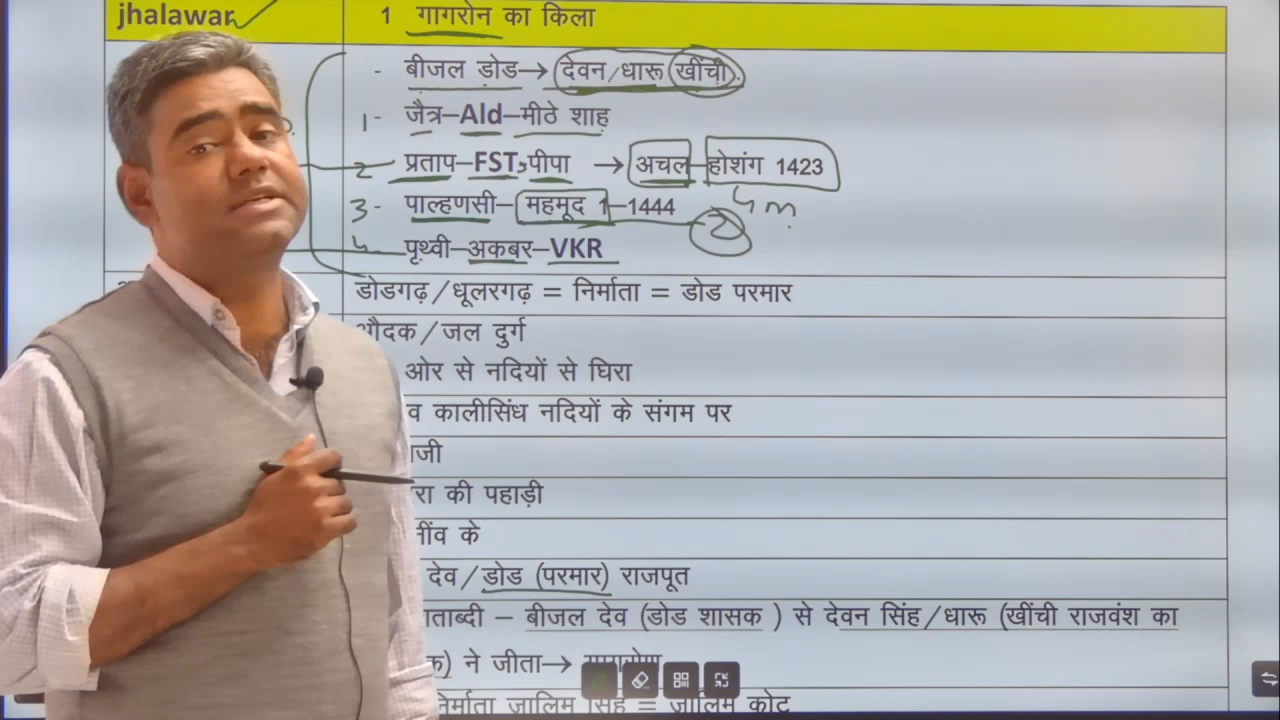 jhalawar 1 गागरोन का किला
- बीजल डोड→ देवन/धारू खींची
1- जैत्र–Ald–मीठे शाह
2 प्रताप–FST, पीपा → अचल–होशंग 1423
3- पाल्हणसी–महमूद 1–1444 2
4- पृथ्वी–अकबर–VKR
डोडगढ़/धूलरगढ़ = निर्माता = डोड परमार
औदक/जल दुर्ग
ओर से नदियों से घिरा
व कालीसिंध नदियों के संगम पर
की पहाड़ी
नींव के
देव/डोड (परमार) राजपूत
– बीजल देव (डोड शासक ) से देवन सिंह/धारू (खींची राजवंश का
ने जीता→
जालिम सिंह = जालिम कोट